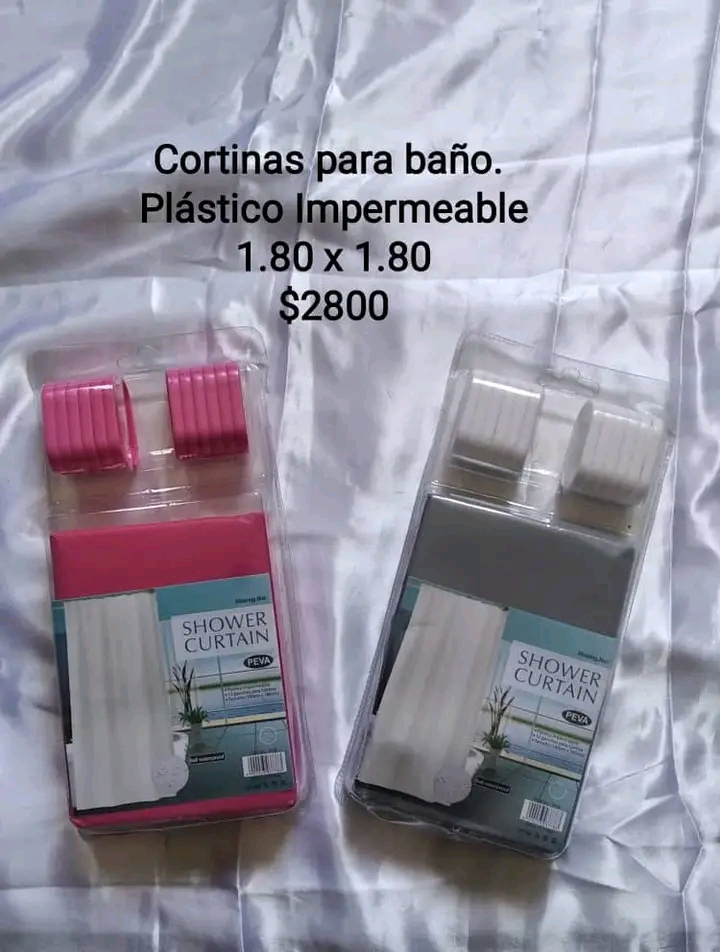 Cortinas para baño.
Plástico Impermeable
1.80 x 1.80
$2800
SHOWER
CURTAIN
PEVA
SHOWER
CURTAIN
PEVA